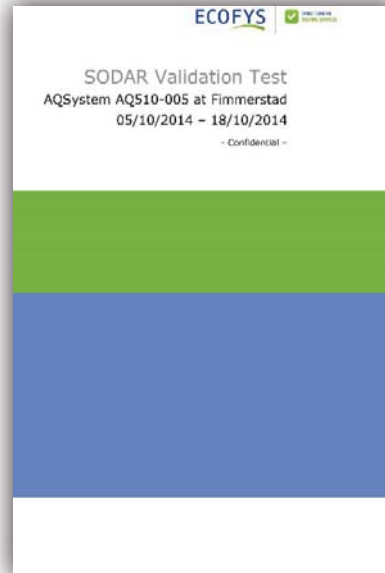 ECOFYS
SODAR Validation Test
AQSystem AQ510-005 at Fimmerstad
05/10/2014 – 18/10/2014
- Confidential –